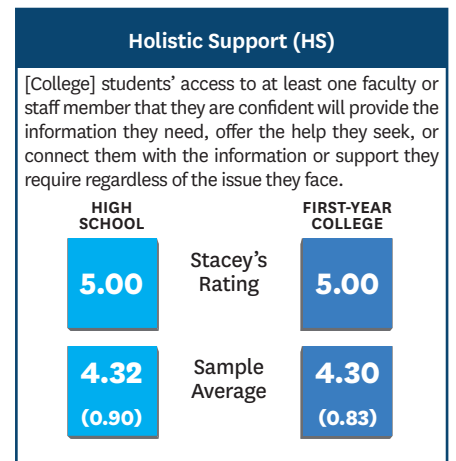 Holistic Support (HS)
[College] students’ access to at least one faculty or
staff member that they are confident will provide the
information they need, offer the help they seek, or
connect them with the information or support they
require regardless of the issue they face.
HIGH
SCHOOL
FIRST-YEAR
COLLEGE
5.00
Stacey’s
Rating
5.00
4.32
(0.90)
Sample
Average
4.30
(0.83)